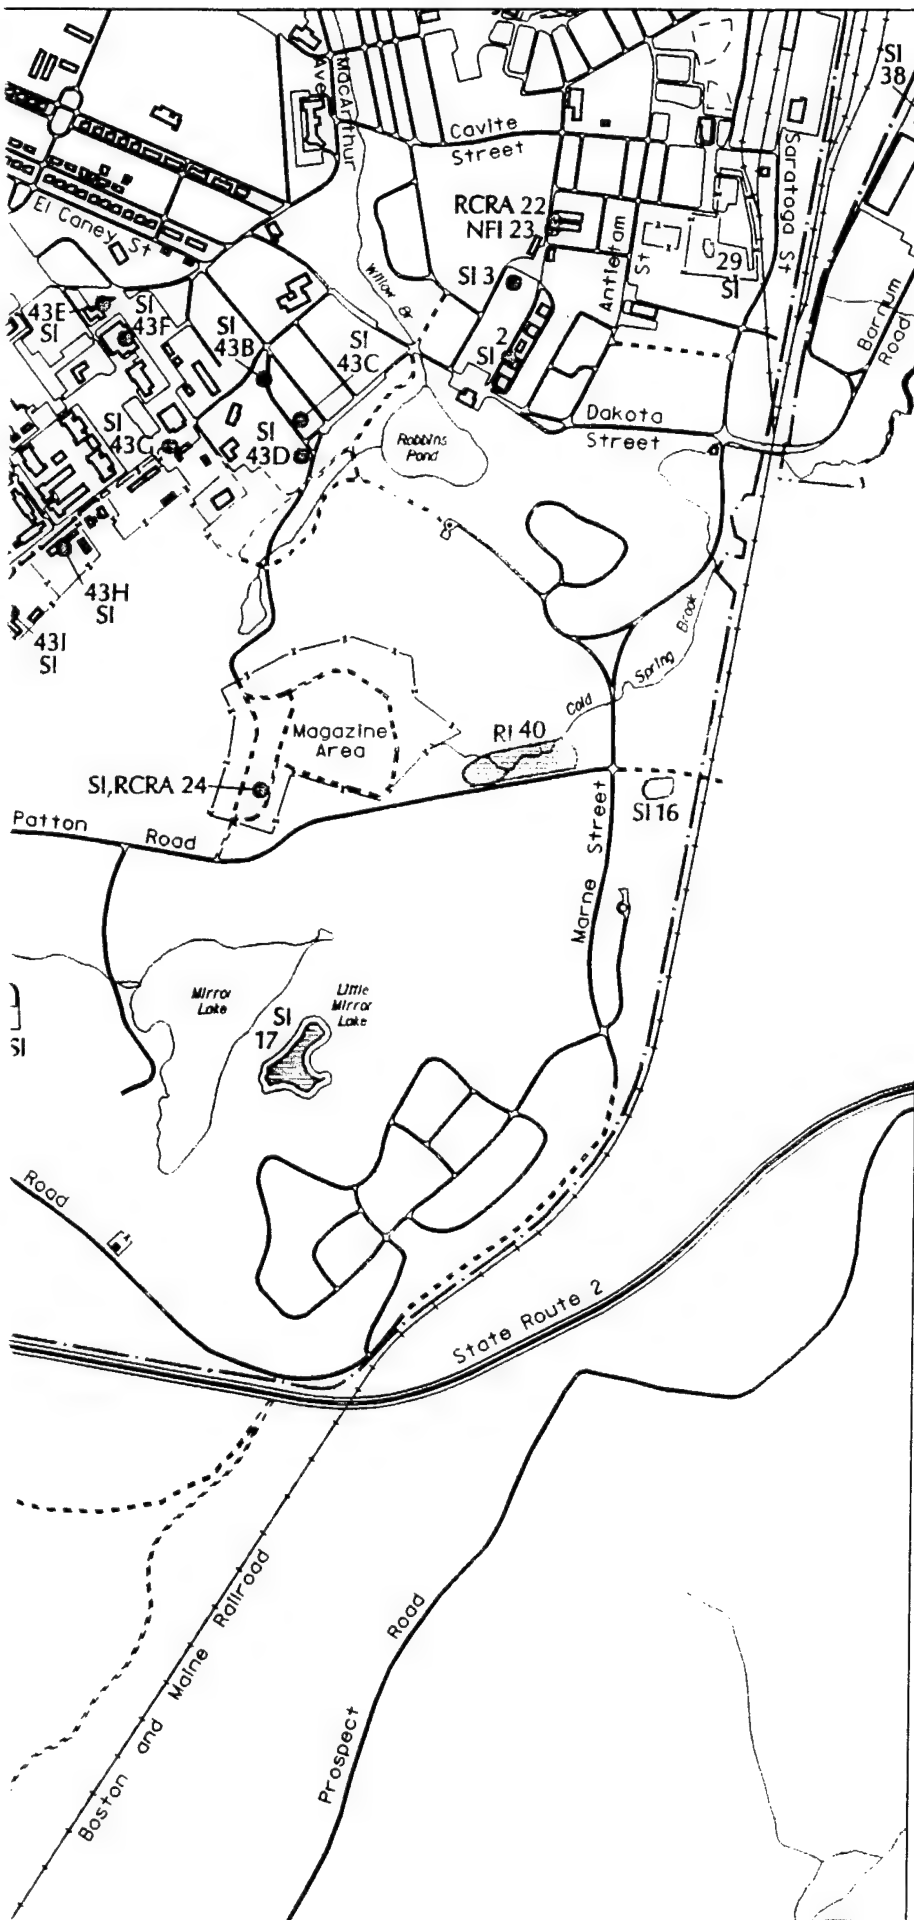 MacArthur
Ave
SI
38
Cavite
Street
Saratoga St
El Caney St
RCRA 22
NFI 23
Antietam
St
29
SI
Barnum
Road
Willow Br
SI 3
43E
SI
SI
43F
SI
43B
SI
43C
2
SI
Dakota
Street
SI
43G
SI
43D
Robbins
Pond
43H
SI
43I
SI
Cold Spring Brook
Magazine
Area
RI 40
SI,RCRA 24
SI 16
Patton Road
Marne Street
Mirror
Lake
Little
Mirror
Lake
SI
17
SI
Road
State Route 2
Boston and Maine Railroad
Prospect Road